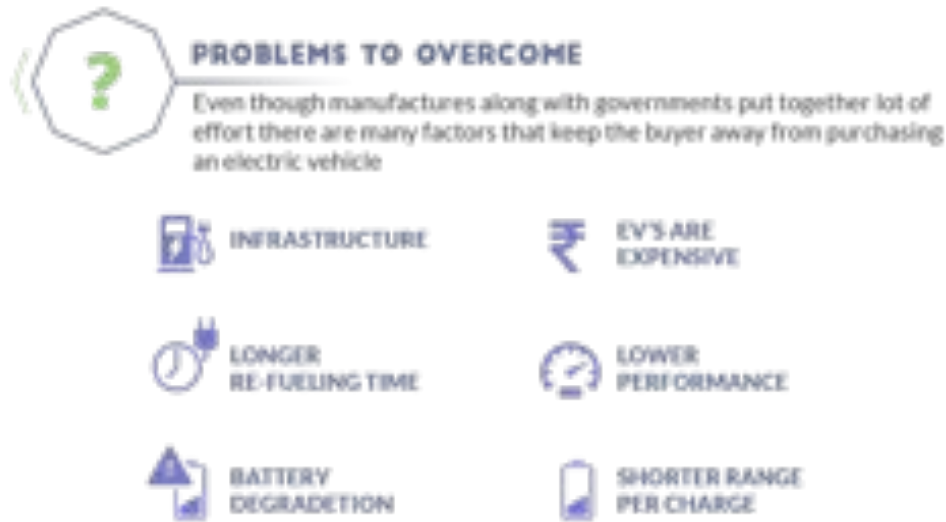 ?
PROBLEMS TO OVERCOME
Even though manufactures along with governments put together lot of
effort there are many factors that keep the buyer away from purchasing
an electric vehicle
INFRASTRUCTURE
₹
EV'S ARE
EXPENSIVE
LONGER
RE-FUELING TIME
LOWER
PERFORMANCE
BATTERY
DEGRADETION
SHORTER RANGE
PER CHARGE